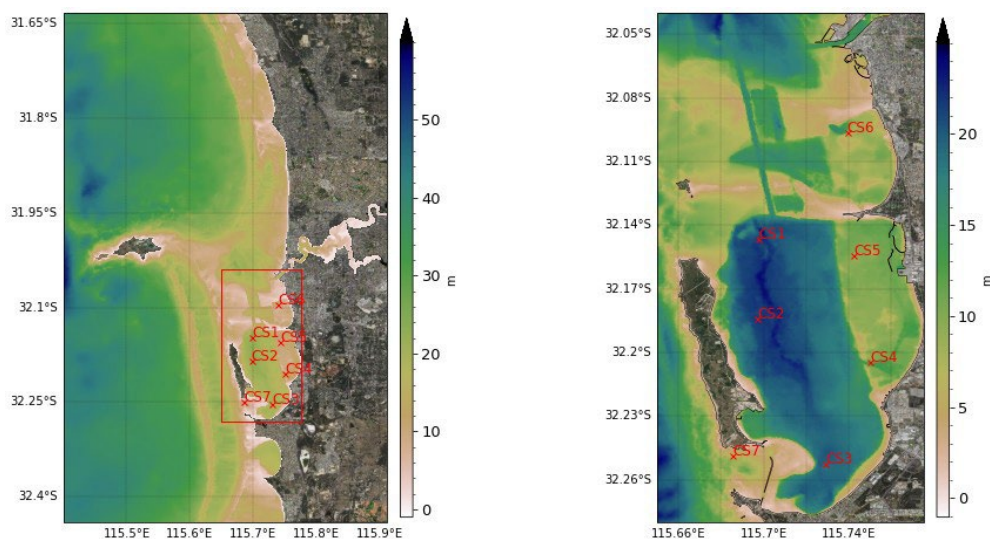 31.65°S
31.8°S
31.95°S
32.1°S
32.25°S
32.4°S
115.5°E
115.6°E
115.7°E
115.8°E
115.9°E
CS6
CS1
CS2
CS4
CS7
CS3
50
40
30
20
10
0
m
32.05°S
32.08°S
32.11°S
32.14°S
32.17°S
32.2°S
32.23°S
32.26°S
115.66°E
115.7°E
115.74°E
CS6
CS1
CS5
CS2
CS4
CS7
CS3
20
15
10
5
0
m